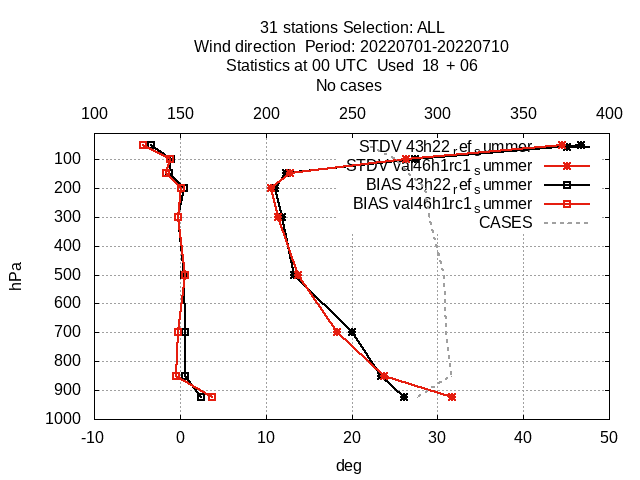 31 stations Selection: ALL
Wind direction  Period: 20220701-20220710
Statistics at 00 UTC  Used  18  + 06
No cases
100 150 200 250 300 350 400
STDV 43h22_ref_summer
STDV val46h1rc1_summer
BIAS 43h22_ref_summer
BIAS val46h1rc1_summer
CASES
100
200
300
400
500
600
700
800
900
1000
hPa
-10 0 10 20 30 40 50
deg